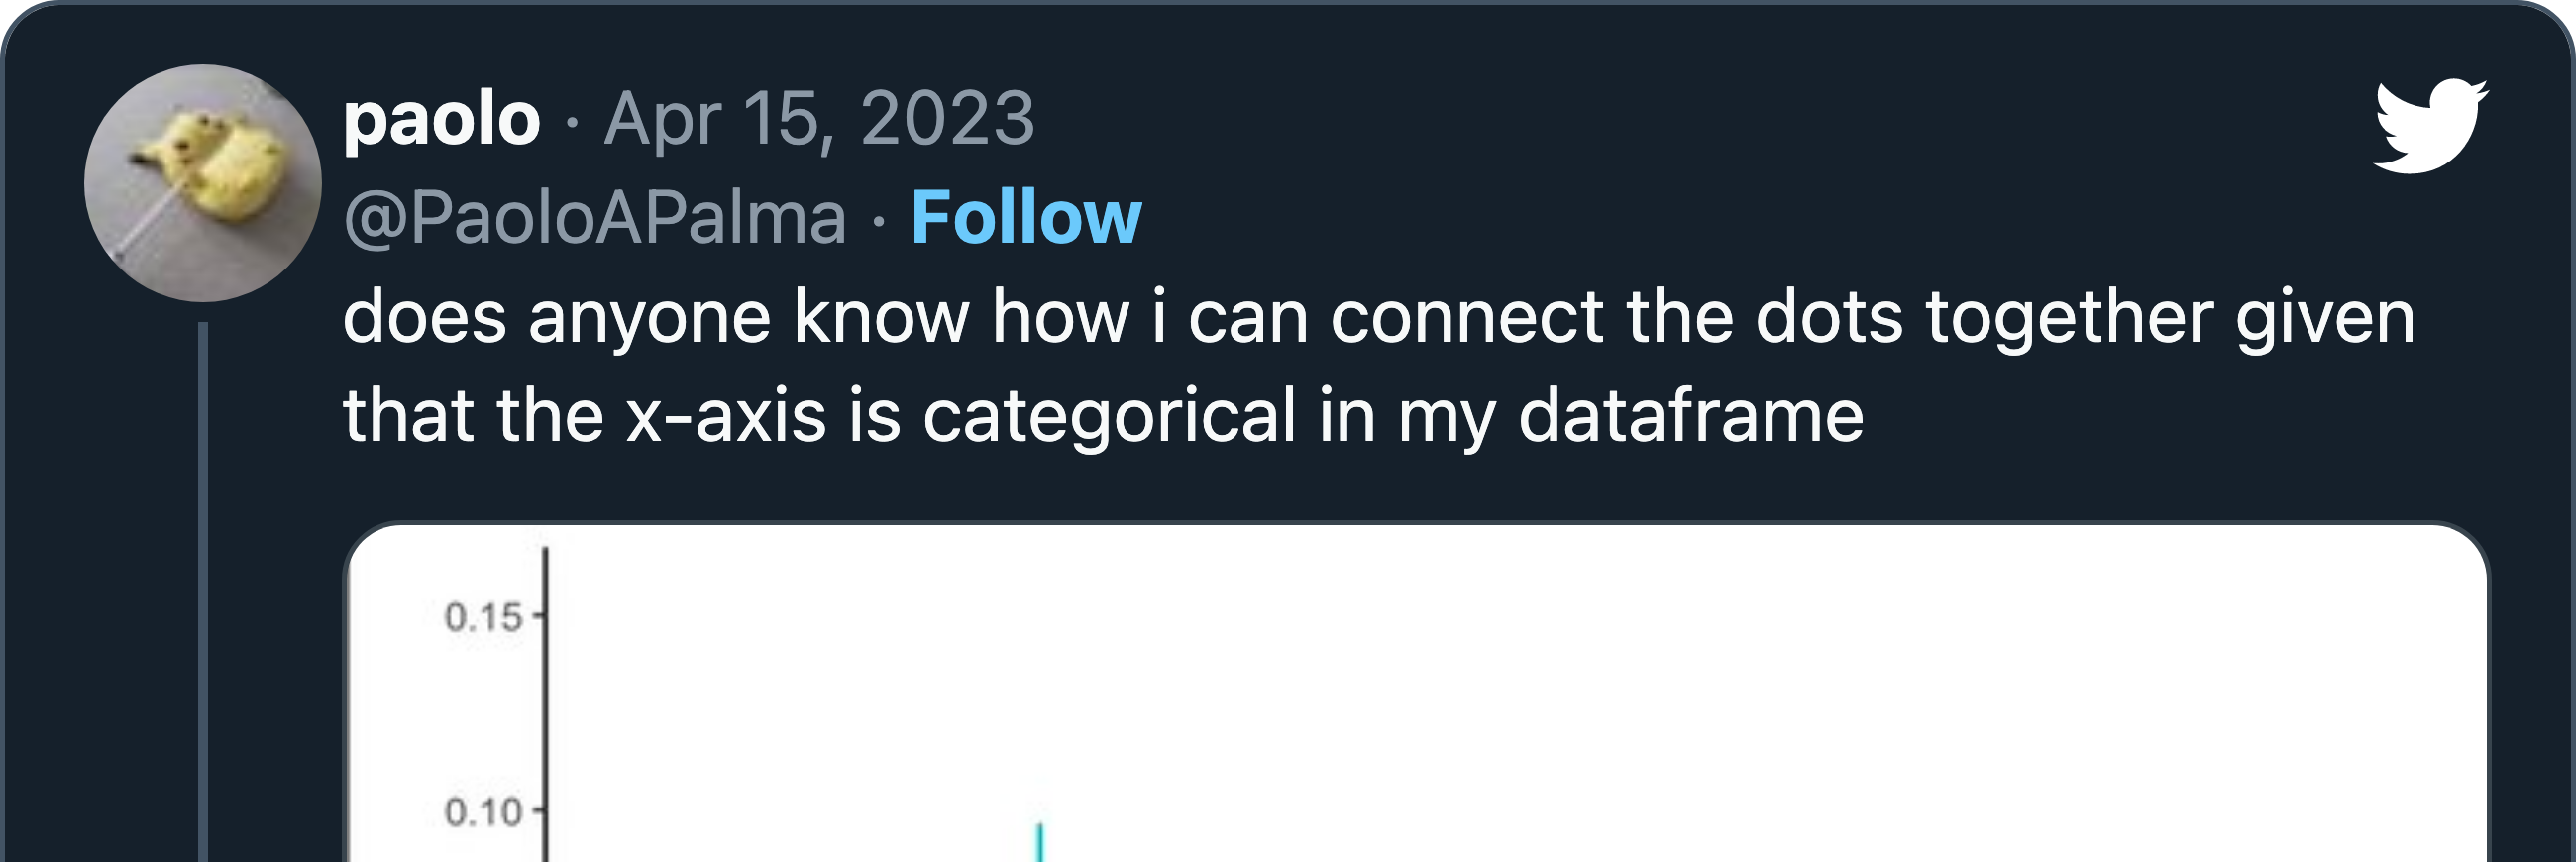 paolo · Apr 15, 2023
@PaoloAPalma · Follow
does anyone know how i can connect the dots together given
that the x-axis is categorical in my dataframe
0.15
0.10